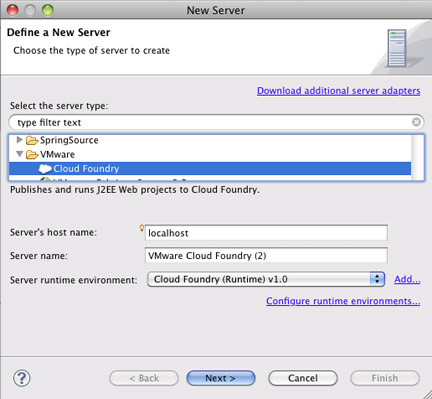 New Server
Define a New Server
Choose the type of server to create
Download additional server adapters
Select the server type:
type filter text
SpringSource
VMware
Cloud Foundry
Publishes and runs J2EE Web projects to Cloud Foundry.
Server's host name: localhost
Server name: VMware Cloud Foundry (2)
Server runtime environment: Cloud Foundry (Runtime) v1.0 Add...
Configure runtime environments...
? < Back Next > Cancel Finish